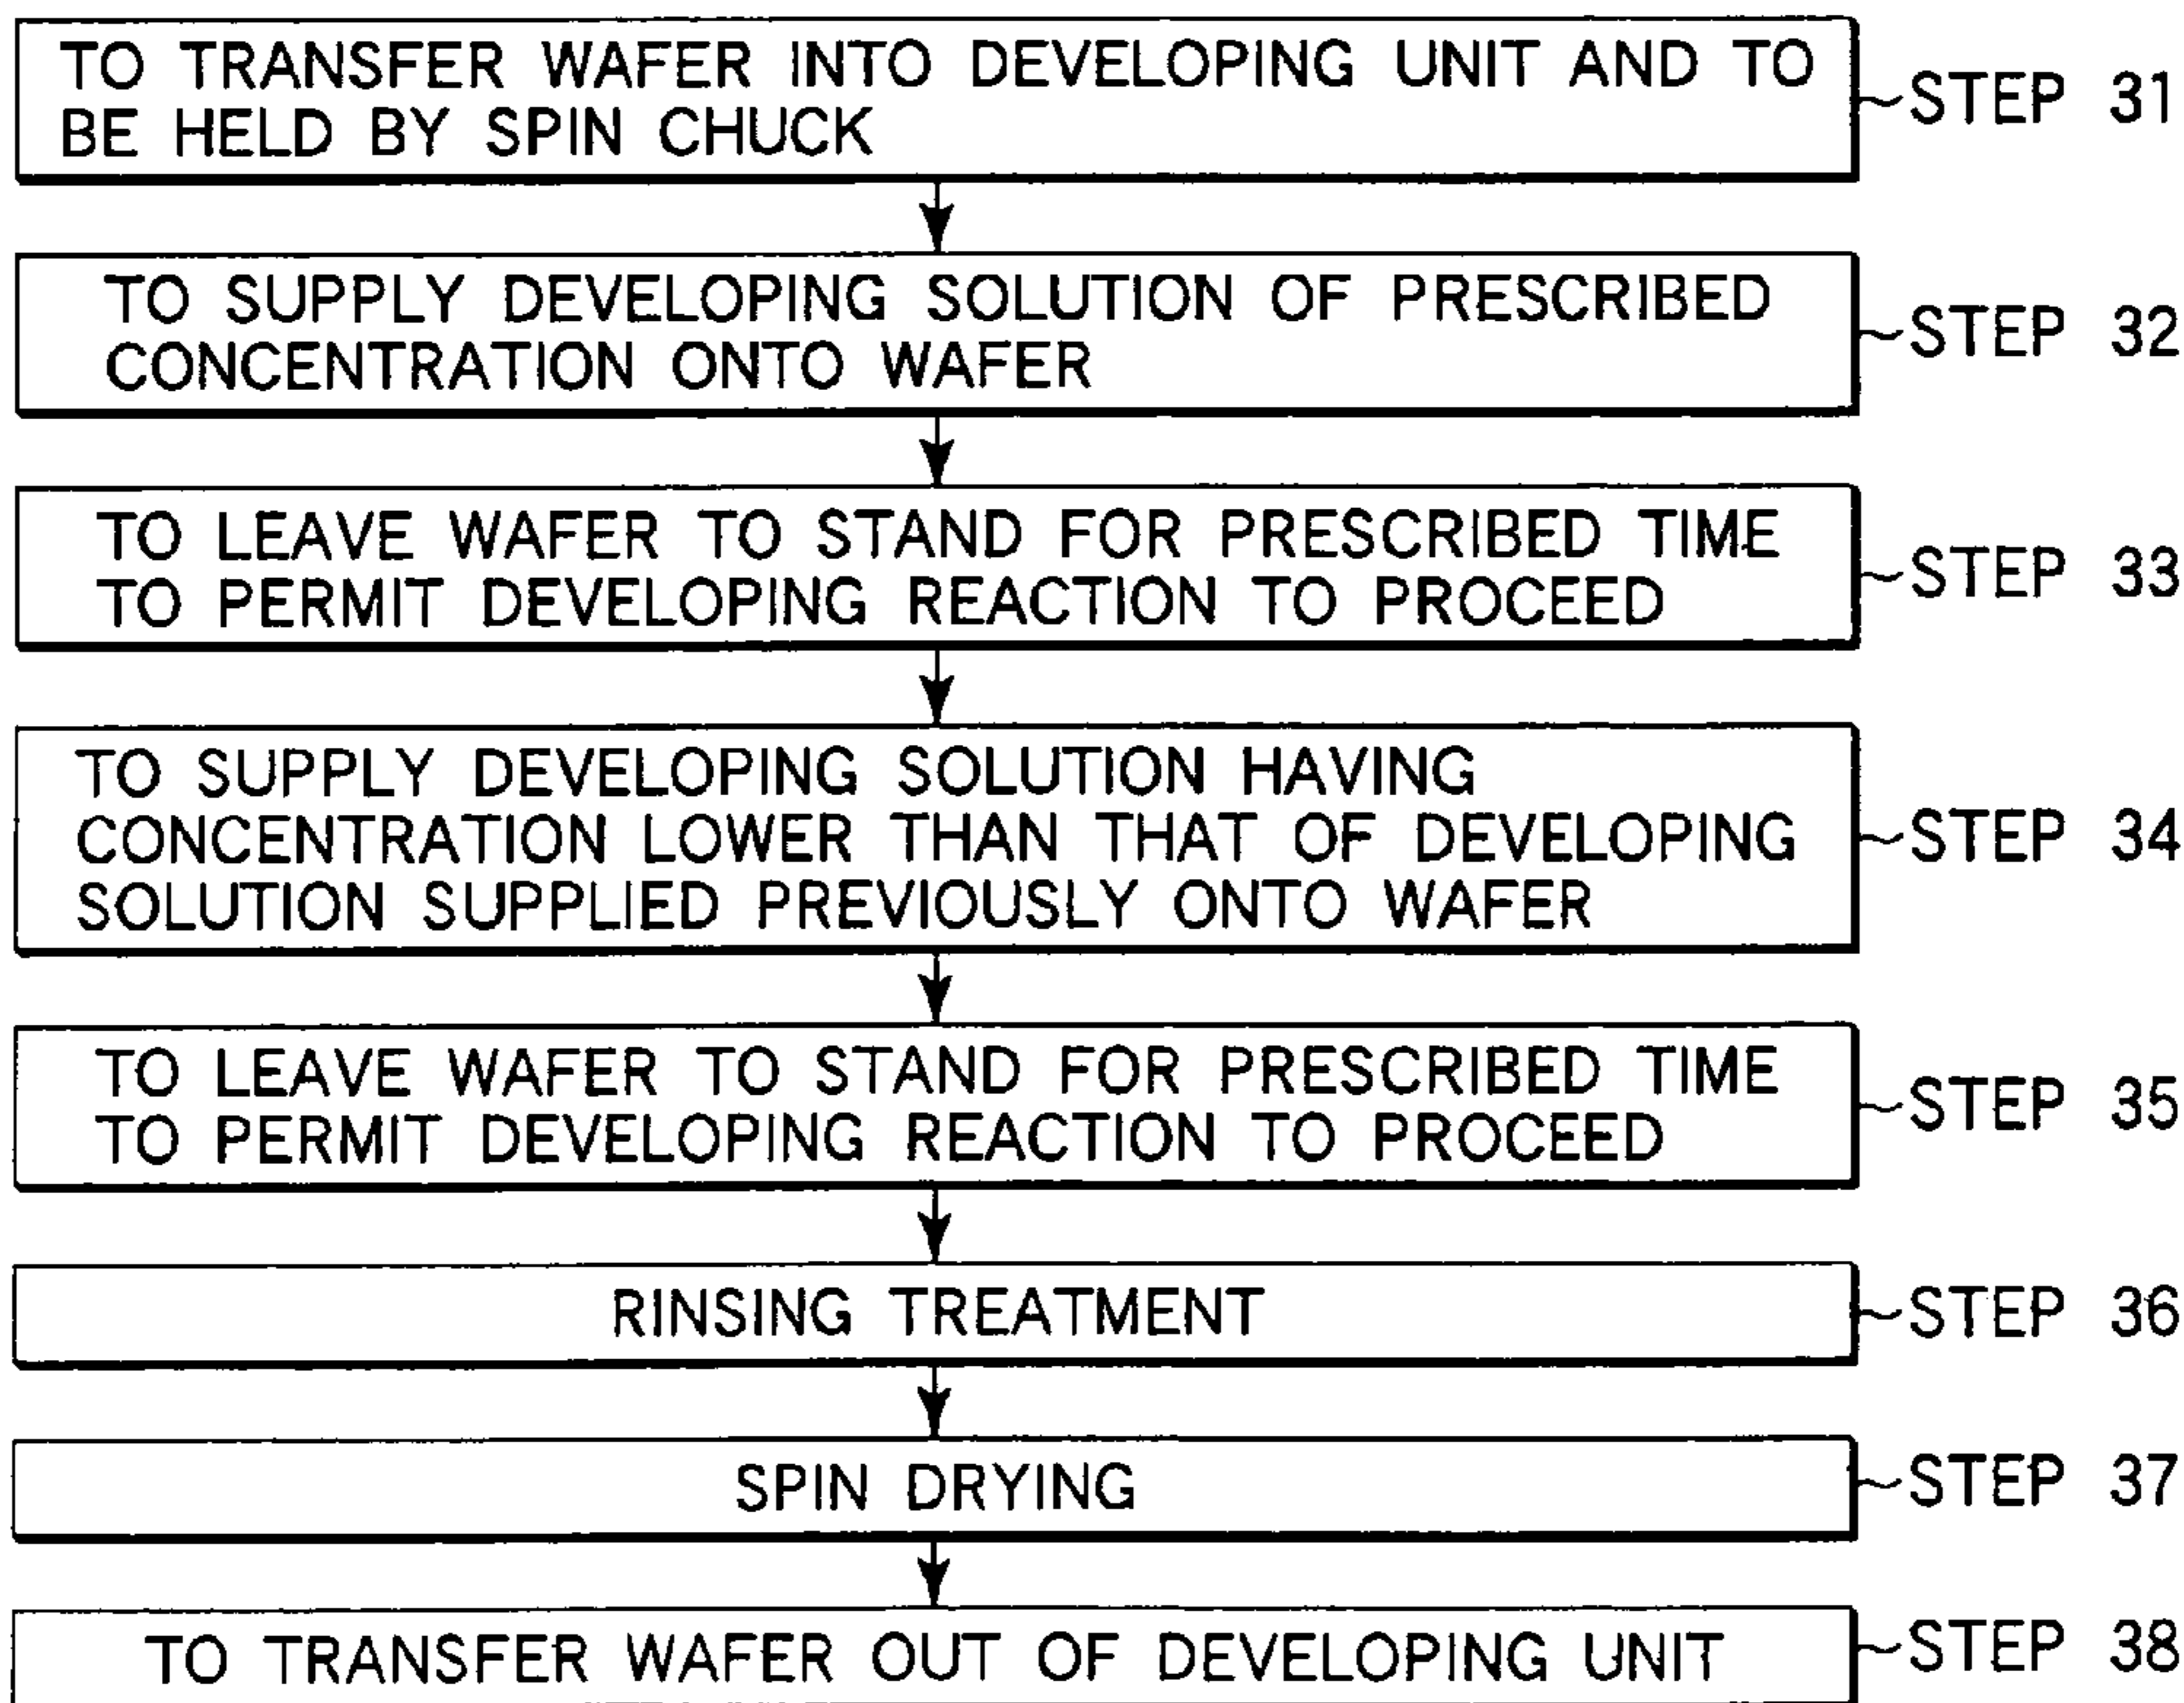 TO TRANSFER WAFER INTO DEVELOPING UNIT AND TO
BE HELD BY SPIN CHUCK
STEP 31
TO SUPPLY DEVELOPING SOLUTION OF PRESCRIBED
CONCENTRATION ONTO WAFER
STEP 32
TO LEAVE WAFER TO STAND FOR PRESCRIBED TIME
TO PERMIT DEVELOPING REACTION TO PROCEED
STEP 33
TO SUPPLY DEVELOPING SOLUTION HAVING
CONCENTRATION LOWER THAN THAT OF DEVELOPING
SOLUTION SUPPLIED PREVIOUSLY ONTO WAFER
STEP 34
TO LEAVE WAFER TO STAND FOR PRESCRIBED TIME
TO PERMIT DEVELOPING REACTION TO PROCEED
STEP 35
RINSING TREATMENT
STEP 36
SPIN DRYING
STEP 37
TO TRANSFER WAFER OUT OF DEVELOPING UNIT
STEP 38